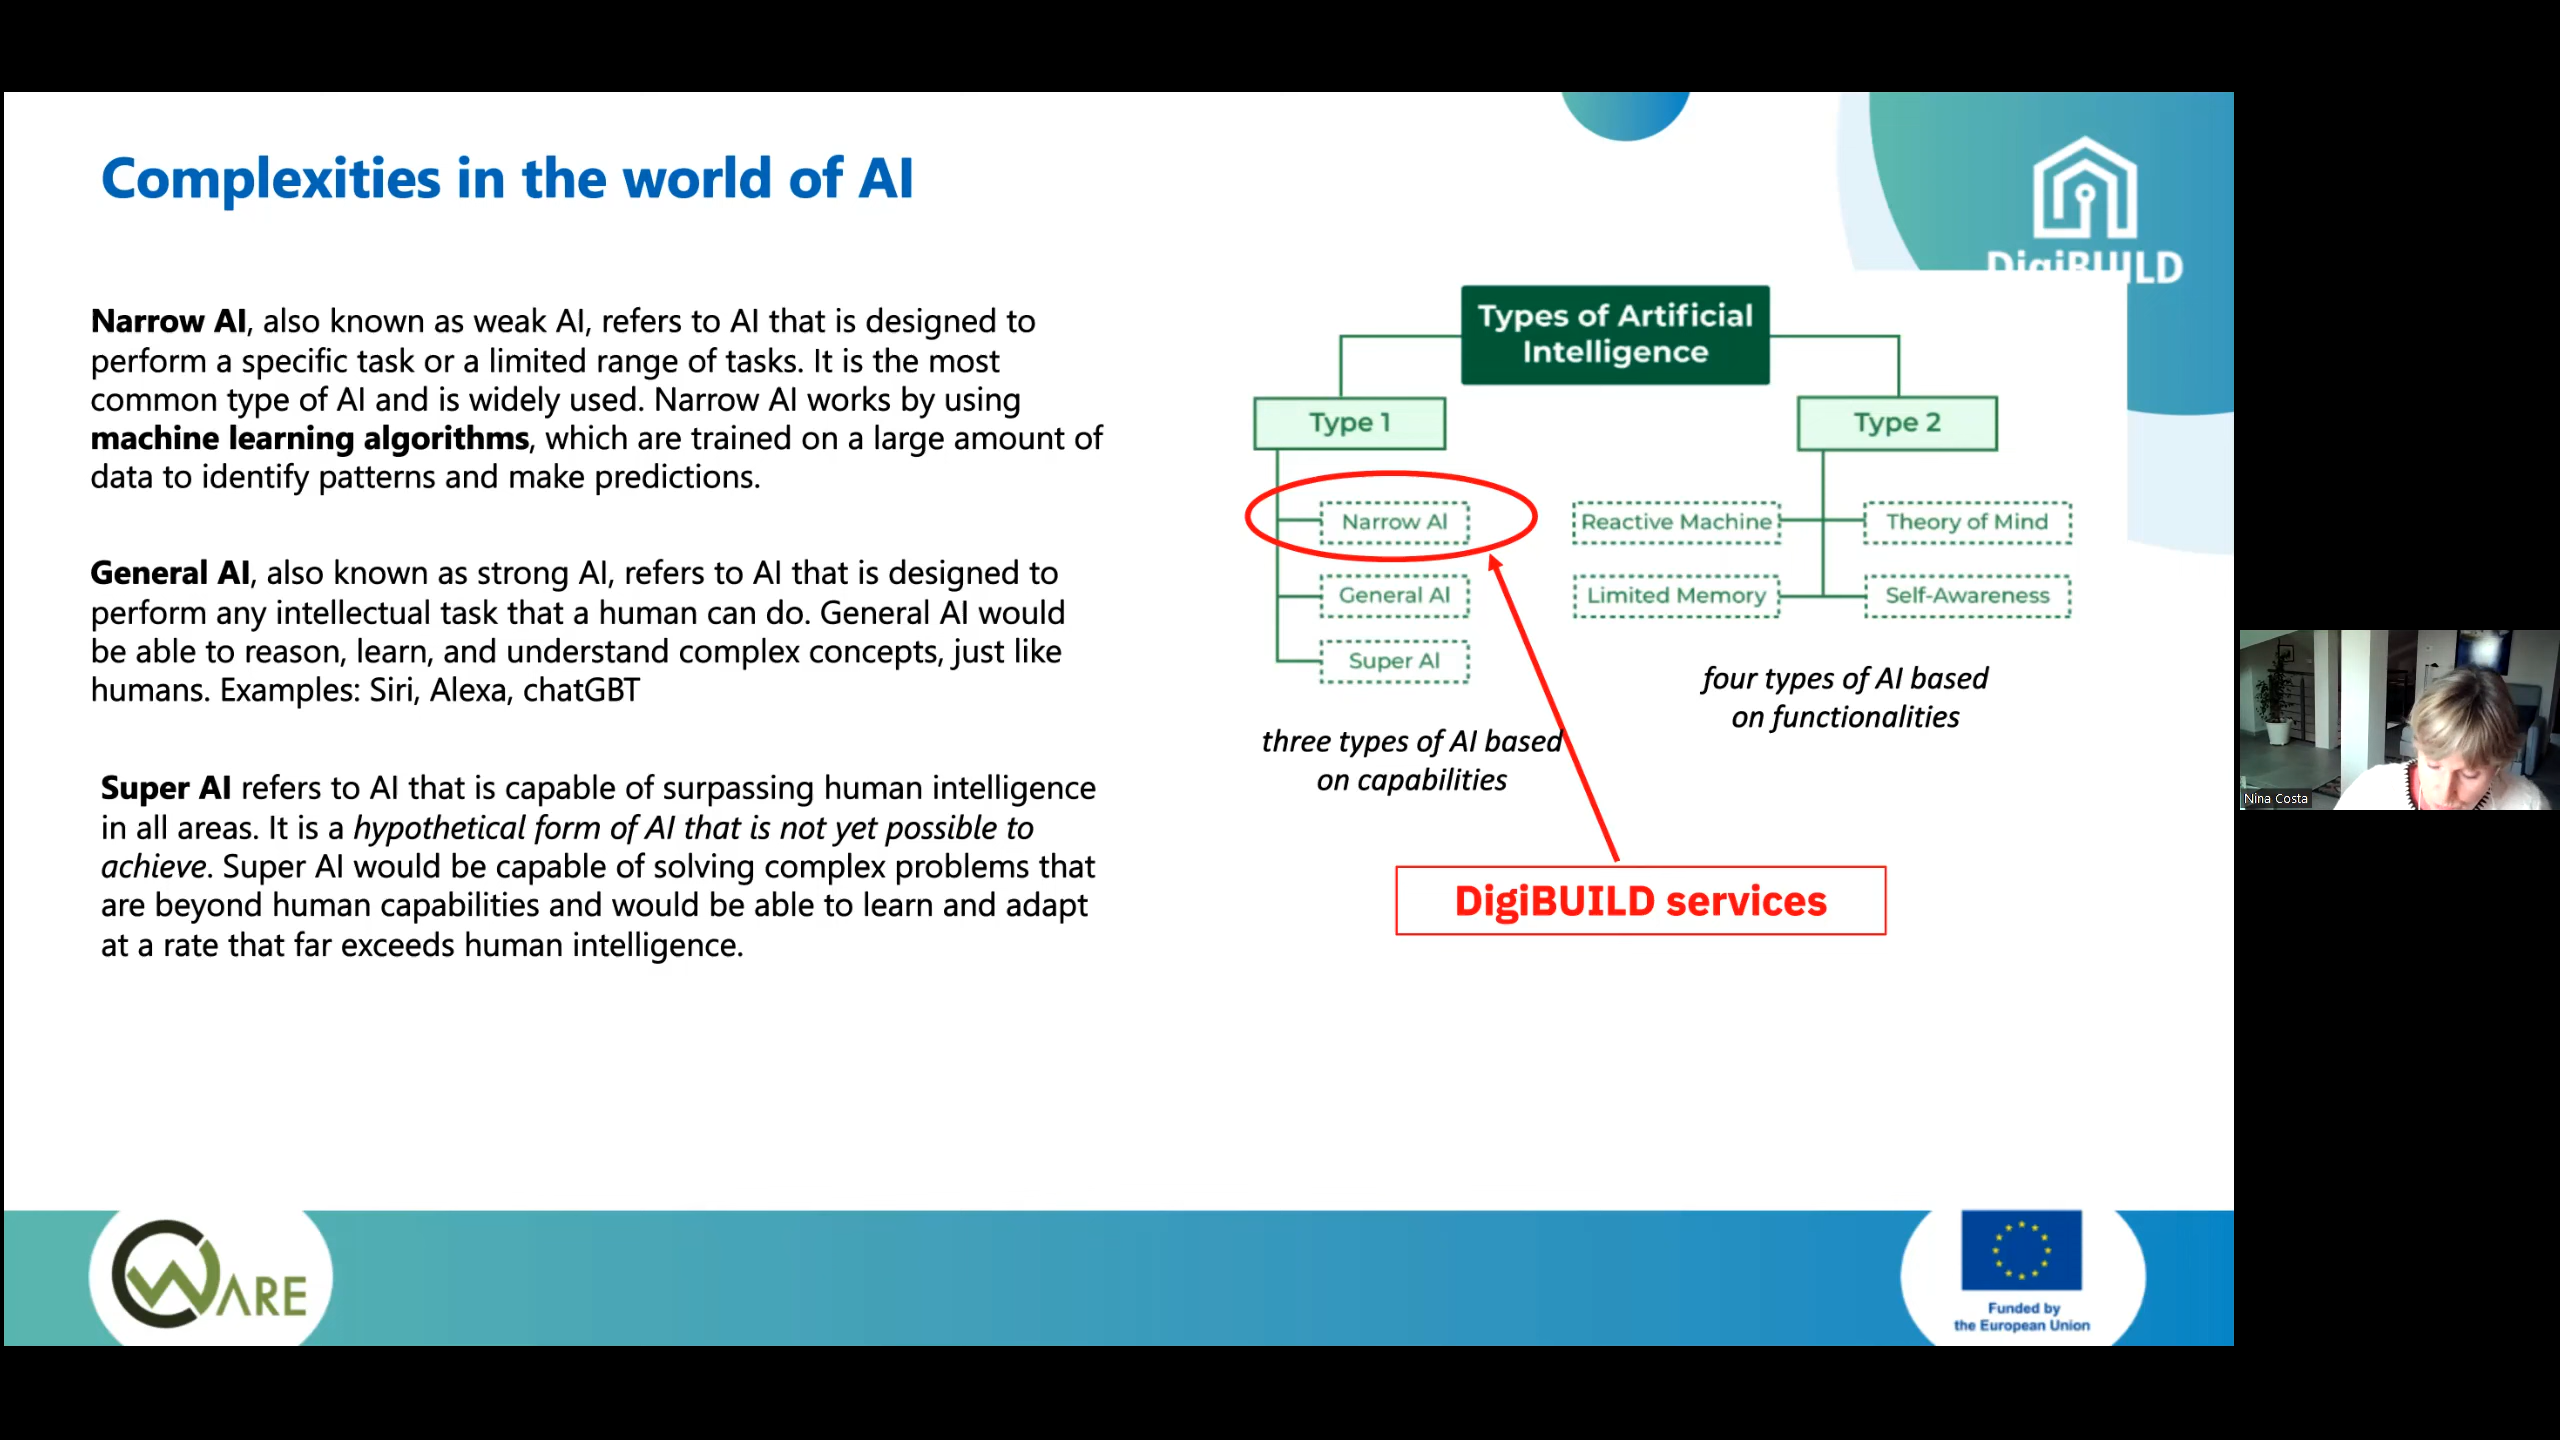 Complexities in the world of AI
DigiBUILD
Narrow AI, also known as weak AI, refers to AI that is designed to
perform a specific task or a limited range of tasks. It is the most
common type of AI and is widely used. Narrow AI works by using
machine learning algorithms, which are trained on a large amount of
data to identify patterns and make predictions.
General AI, also known as strong AI, refers to AI that is designed to
perform any intellectual task that a human can do. General AI would
be able to reason, learn, and understand complex concepts, just like
humans. Examples: Siri, Alexa, chatGBT
Super AI refers to AI that is capable of surpassing human intelligence
in all areas. It is a hypothetical form of AI that is not yet possible to
achieve. Super AI would be capable of solving complex problems that
are beyond human capabilities and would be able to learn and adapt
at a rate that far exceeds human intelligence.
Types of Artificial
Intelligence
Type 1
Type 2
Narrow AI
General AI
Super AI
Reactive Machine
Theory of Mind
Limited Memory
Self-Awareness
three types of AI based
on capabilities
four types of AI based
on functionalities
DigiBUILD services
Nina Costa
CWARE
Funded by
the European Union